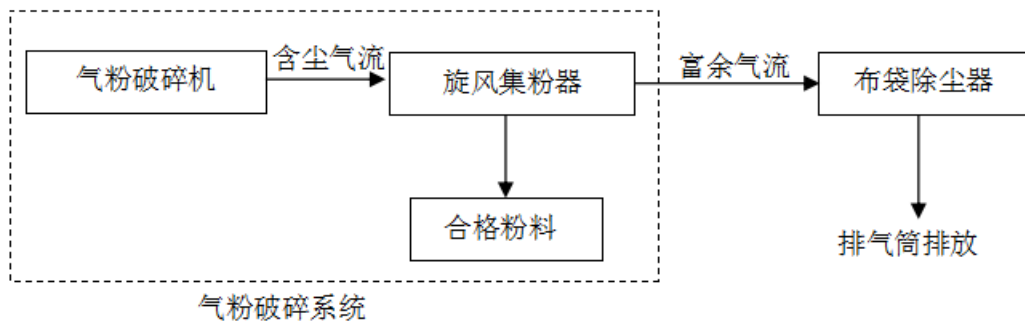 气粉破碎机
含尘气流
旋风集粉器
富余气流
布袋除尘器
合格粉料
排气筒排放
气粉破碎系统